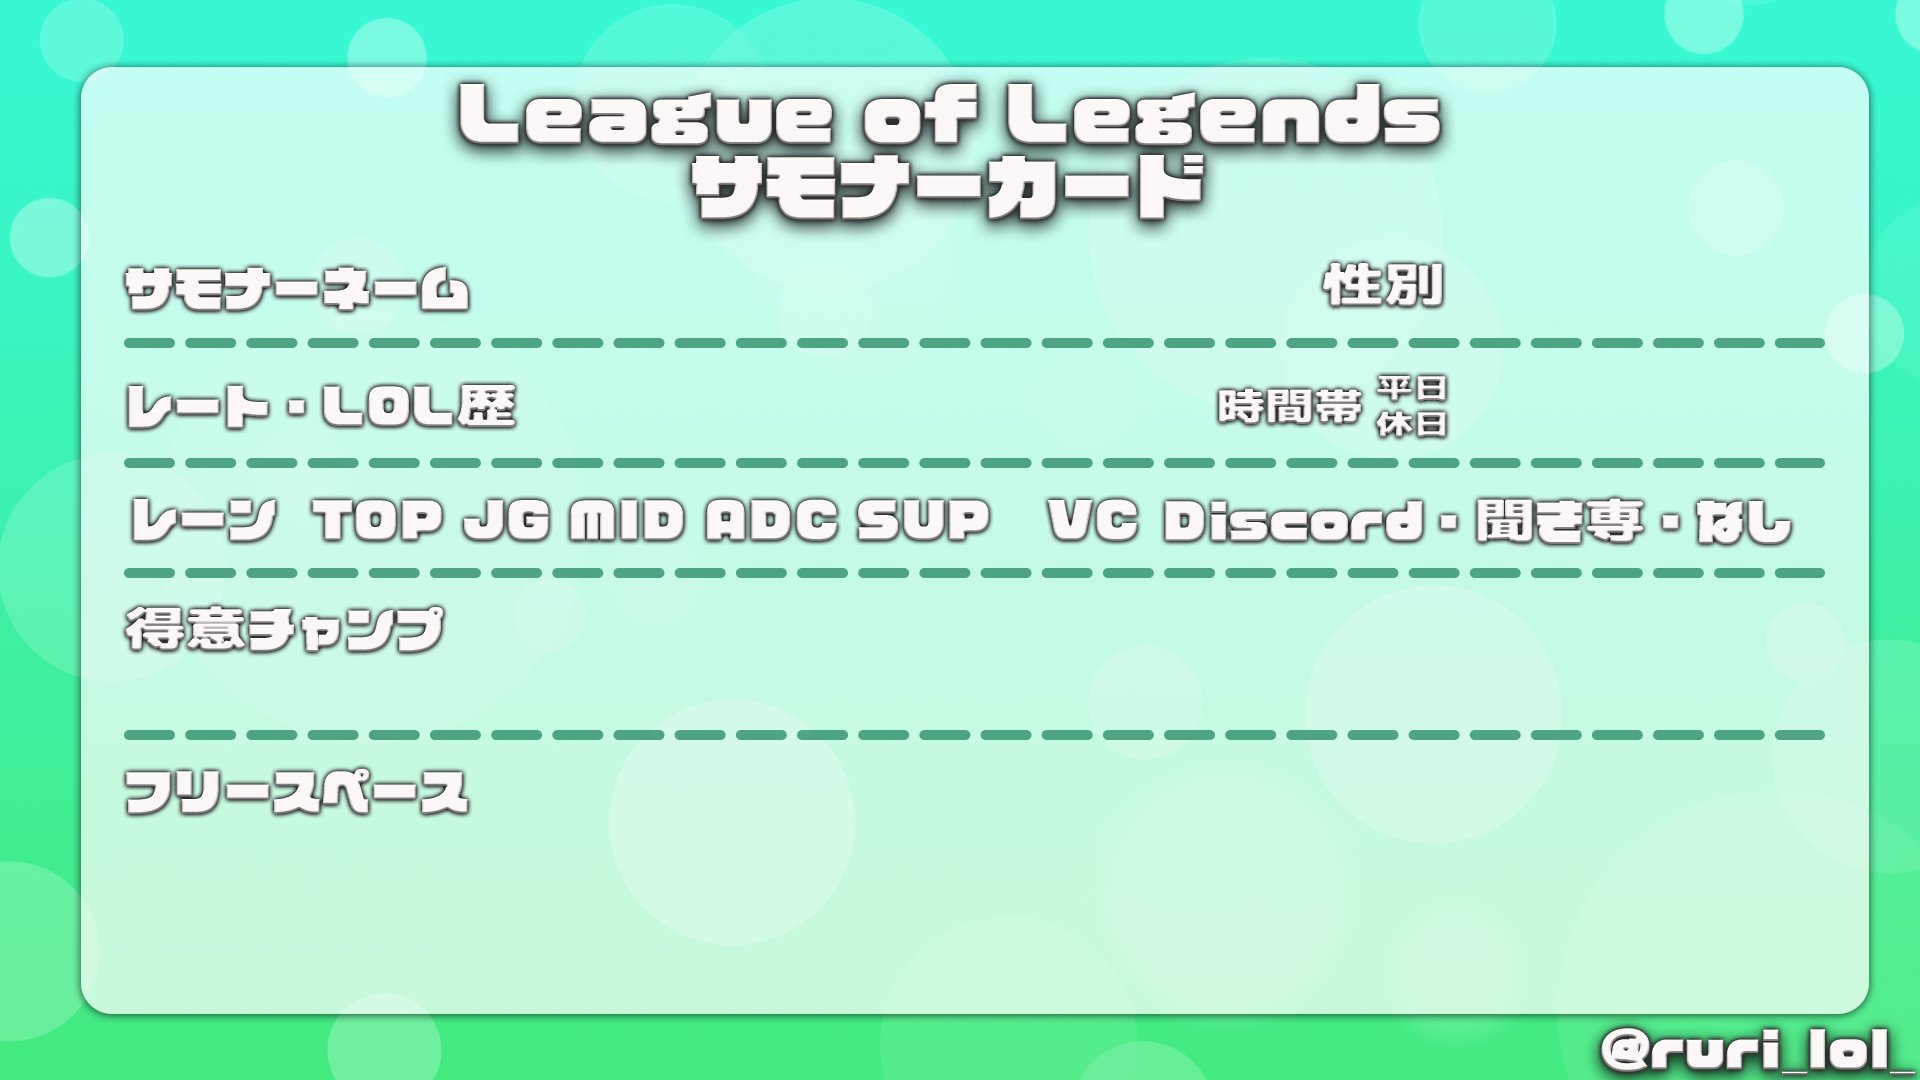 League of Legends
サモナーカード
サモナーネーム 性別
レート・LOL歴 時間帯 平日
休日
レーン TOP JG MID ADC SUP VC Discord・聞き専・なし
得意チャンプ
フリースペース
@ruri_lol_